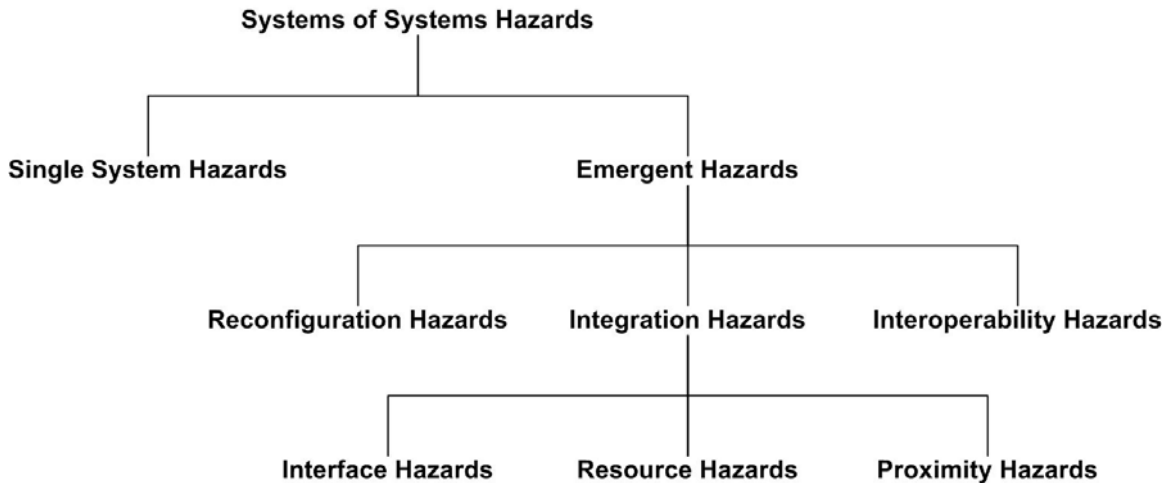 Systems of Systems Hazards
Single System Hazards
Emergent Hazards
Reconfiguration Hazards
Integration Hazards
Interoperability Hazards
Interface Hazards
Resource Hazards
Proximity Hazards